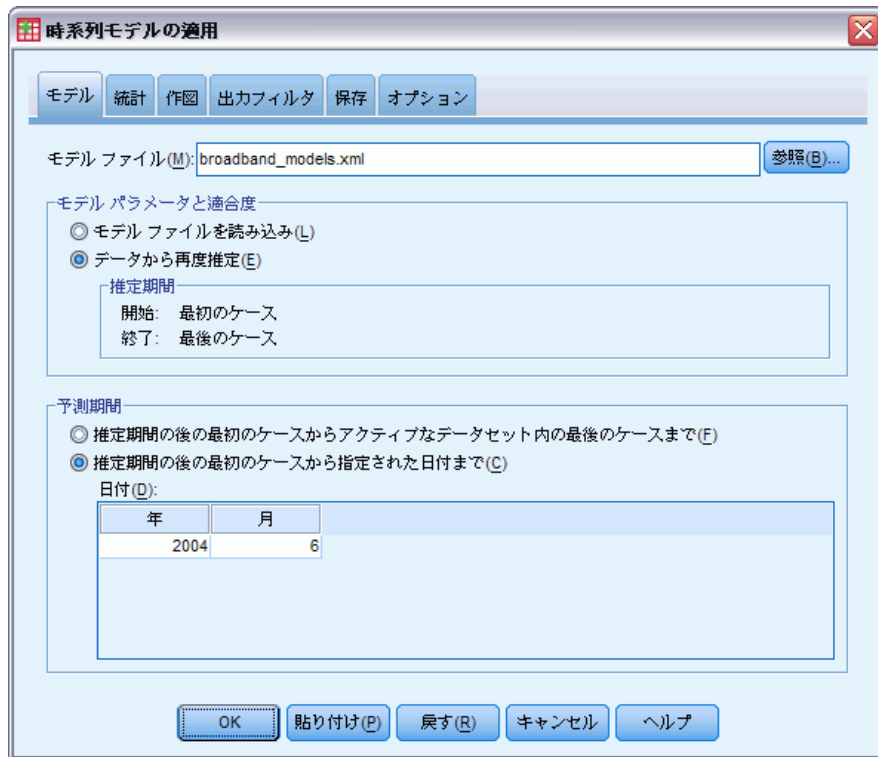 時系列モデルの適用
モデル 統計 作図 出力フィルタ 保存 オプション
モデル ファイル(M): broadband_models.xml 参照(B)...
モデル パラメータと適合度
モデル ファイルを読み込み(L)
データから再度推定(E)
推定期間
開始: 最初のケース
終了: 最後のケース
予測期間
推定期間の後の最初のケースからアクティブなデータセット内の最後のケースまで(F)
推定期間の後の最初のケースから指定された日付まで(C)
日付(D):
年 月
2004 6
OK 貼り付け(P) 戻す(R) キャンセル ヘルプ